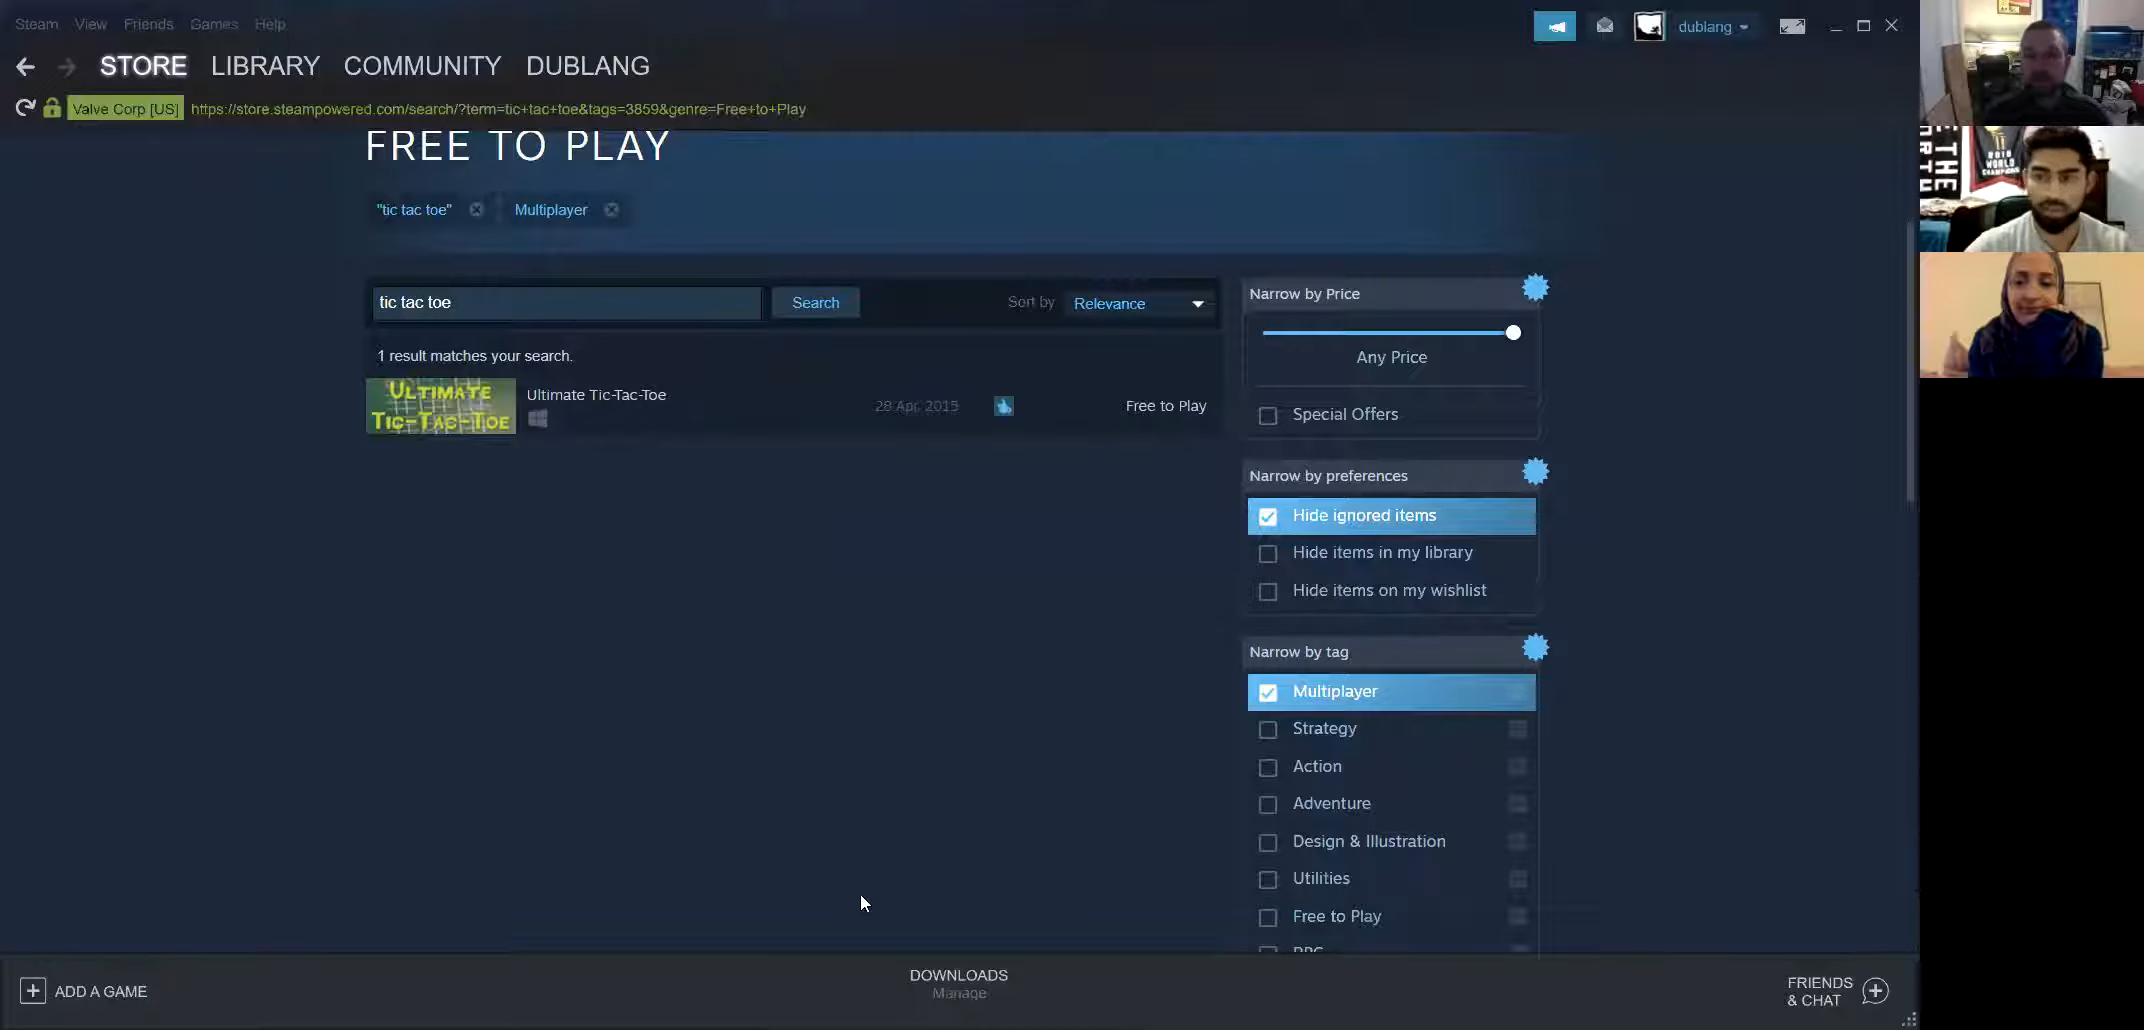 Steam View Friends Games Help
dublang
STORE LIBRARY COMMUNITY DUBLANG
Valve Corp [US] https://store.steampowered.com/search/?term=tic+tac+toe&tags=3859&genre=Free+to+Play
FREE TO PLAY
"tic tac toe" Multiplayer
tic tac toe Search Sort by Relevance
1 result matches your search.
ULTIMATE
TIC-TAC-TOE
Ultimate Tic-Tac-Toe
28 Apr, 2015 Free to Play
Narrow by Price
Any Price
Special Offers
Narrow by preferences
Hide ignored items
Hide items in my library
Hide items on my wishlist
Narrow by tag
Multiplayer
Strategy
Action
Adventure
Design & Illustration
Utilities
Free to Play
RPG
ADD A GAME
DOWNLOADS
Manage
FRIENDS
& CHAT
E THE
2019
WORLD
CHAMPIONS